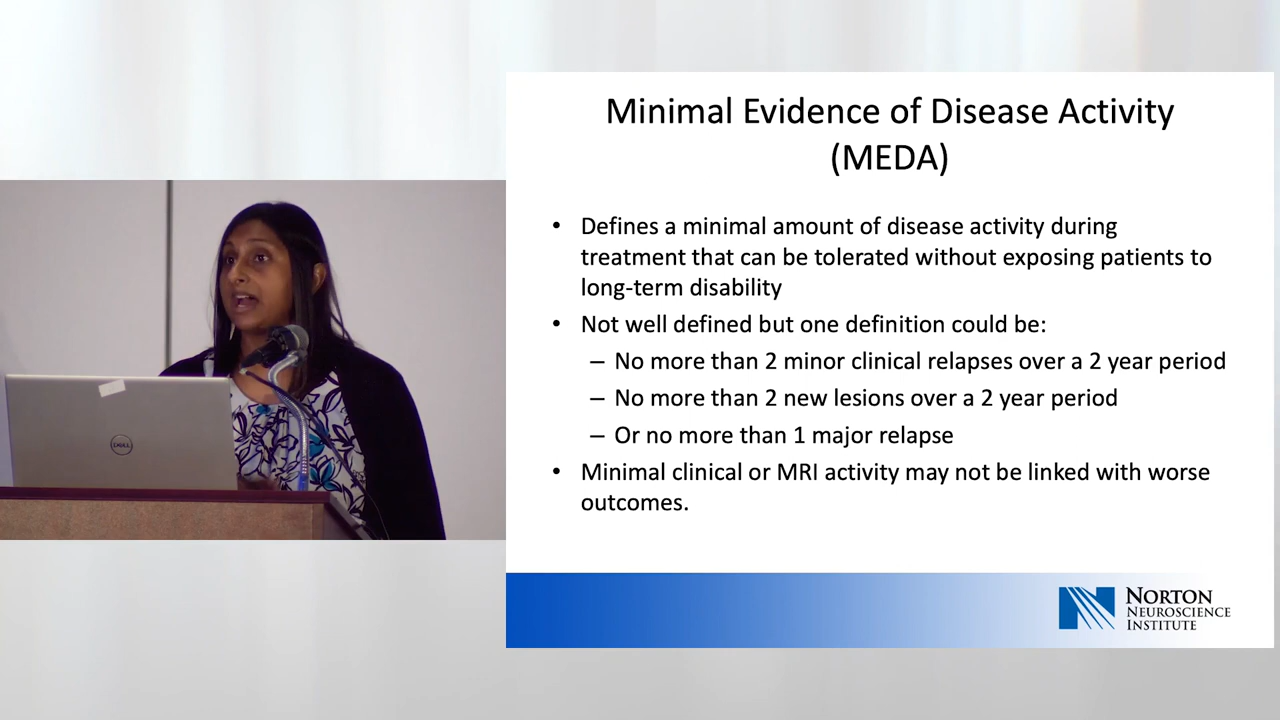 Minimal Evidence of Disease Activity
(MEDA)
• Defines a minimal amount of disease activity during
treatment that can be tolerated without exposing patients to
long-term disability
• Not well defined but one definition could be:
– No more than 2 minor clinical relapses over a 2 year period
– No more than 2 new lesions over a 2 year period
– Or no more than 1 major relapse
• Minimal clinical or MRI activity may not be linked with worse
outcomes.
DELL
NORTON
NEUROSCIENCE
INSTITUTE